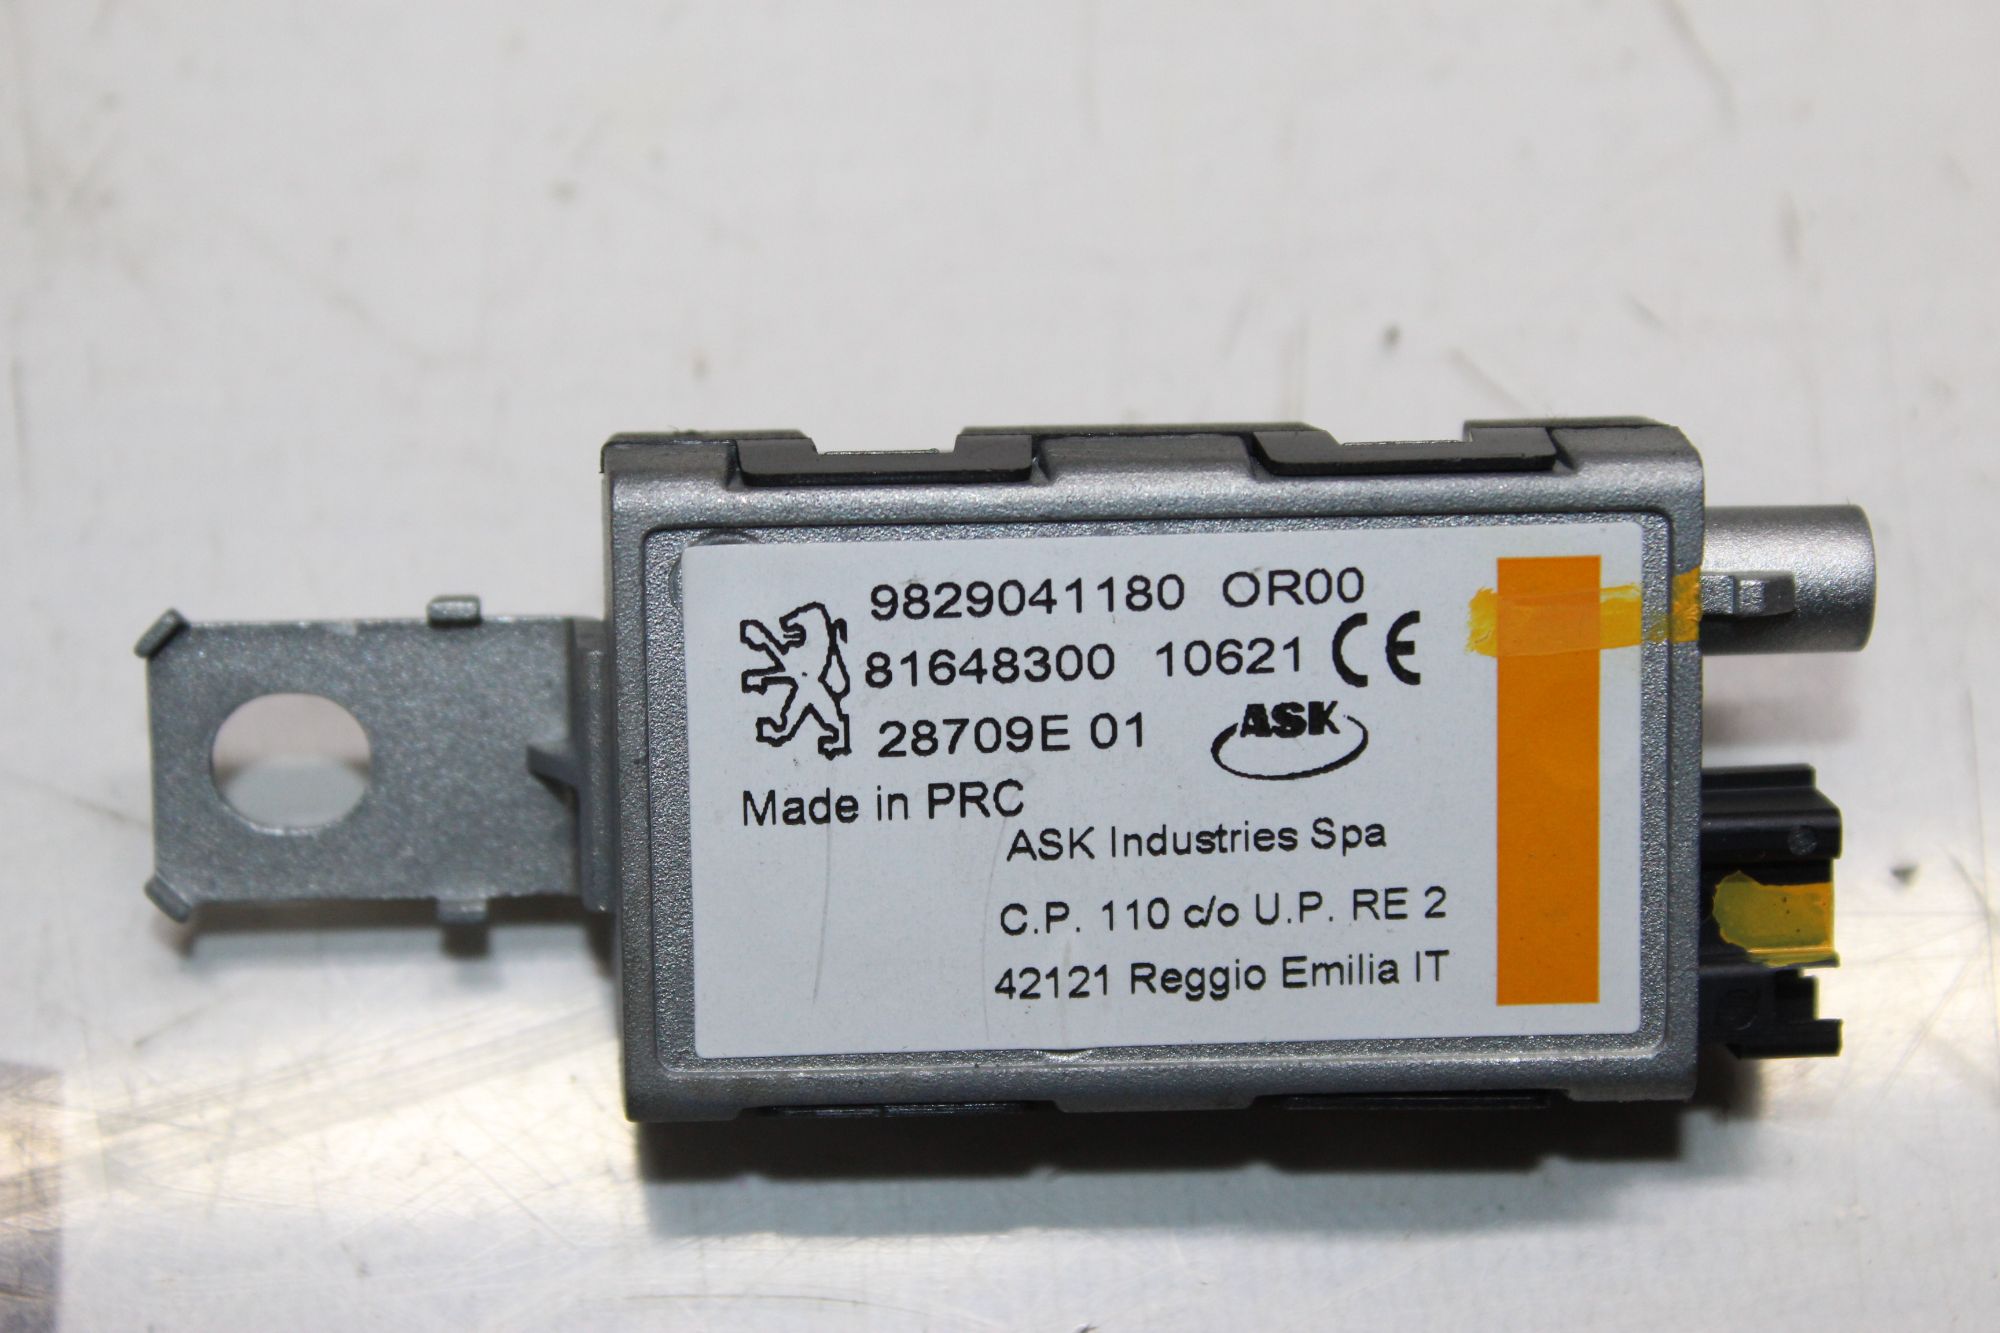 9829041180 OR00
81648300 10621 CE
28709E 01 ASK
Made in PRC
ASK Industries Spa
C.P. 110 c/o U.P. RE 2
42121 Reggio Emilia IT